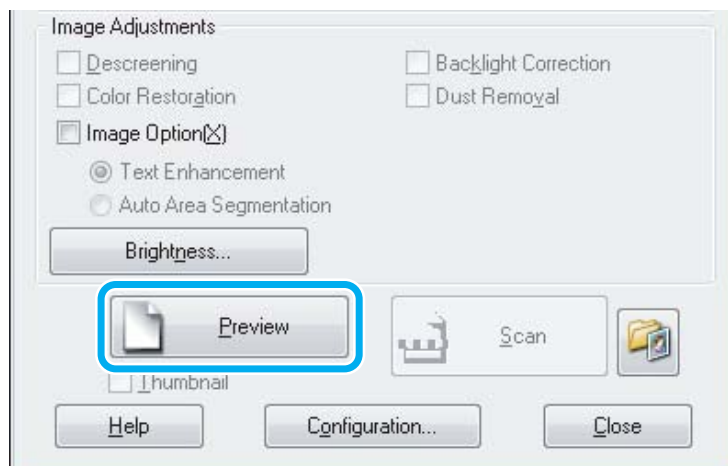 Image Adjustments
Descreening Backlight Correction
Color Restoration Dust Removal
Image Option(X)
Text Enhancement
Auto Area Segmentation
Brightness...
Preview Scan
Thumbnail
Help Configuration... Close